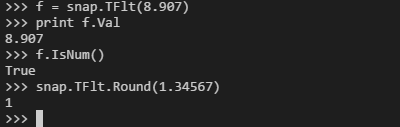 >>> f = snap.TFlt(8.907)
>>> print f.Val
8.907
>>> f.IsNum()
True
>>> snap.TFlt.Round(1.34567)
1
>>>